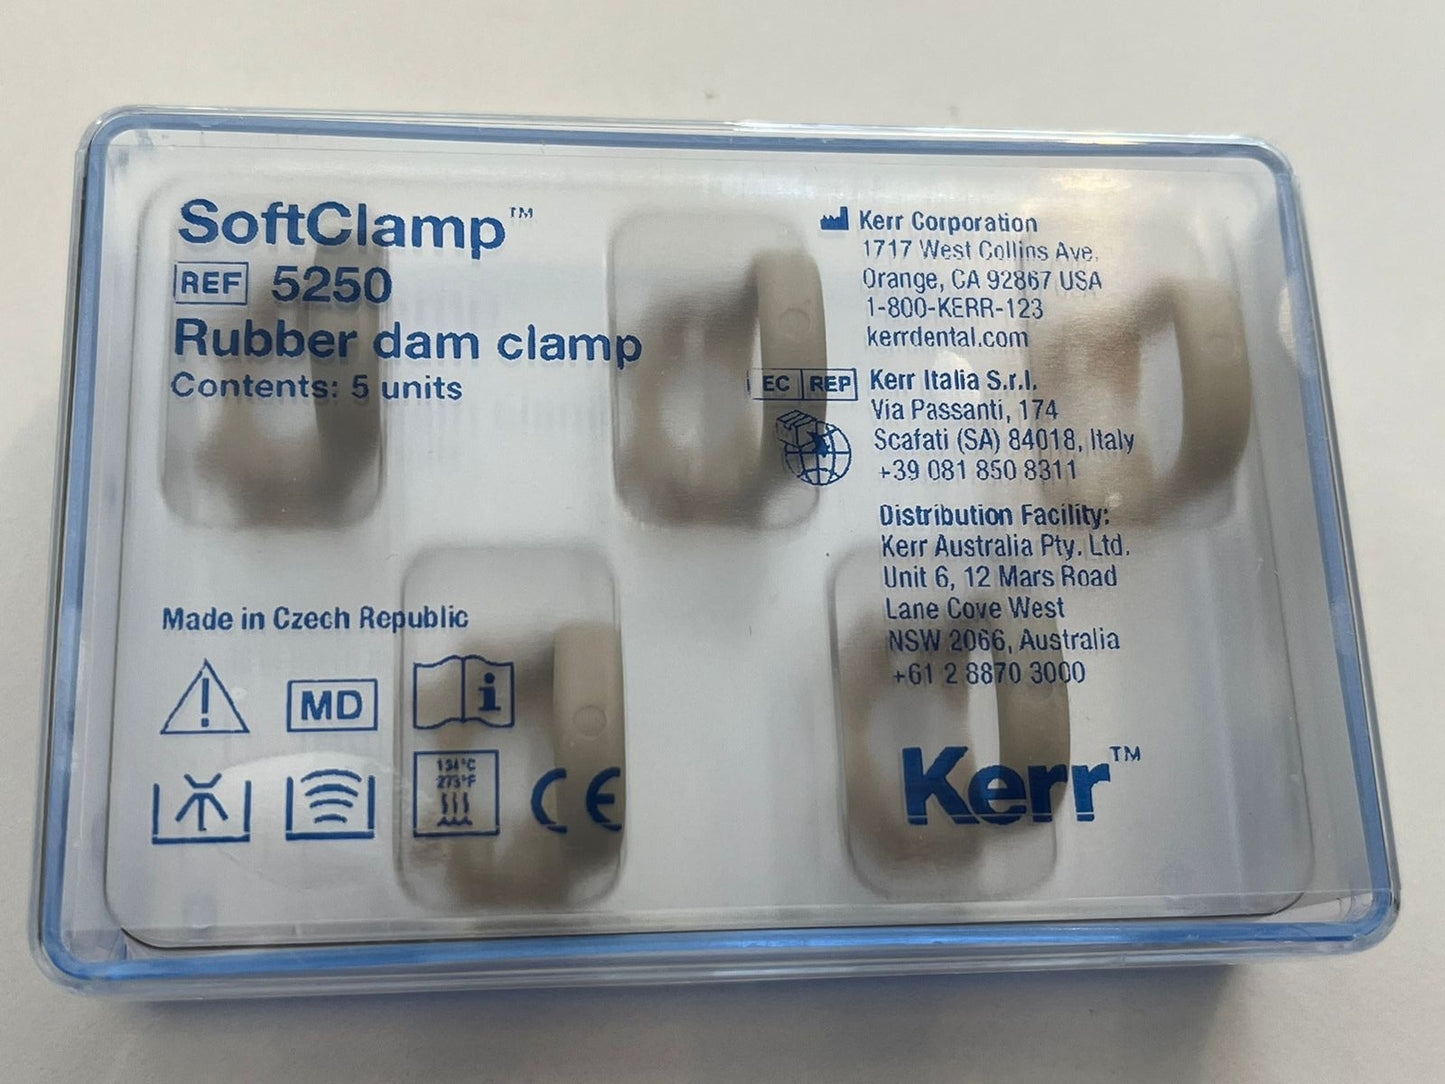 SoftClamp™
REF 5250
Rubber dam clamp
Contents: 5 units
Kerr Corporation
1717 West Collins Ave.
Orange, CA 92867 USA
1-800-KERR-123
kerrdental.com
EC REP Kerr Italia S.r.l.
Via Passanti, 174
Scafati (SA) 84018, Italy
+39 081 850 8311
Distribution Facility:
Kerr Australia Pty. Ltd.
Unit 6, 12 Mars Road
Lane Cove West
NSW 2066, Australia
+61 2 8870 3000
Made in Czech Republic
MD
134°C
273°F
CE
Kerr™